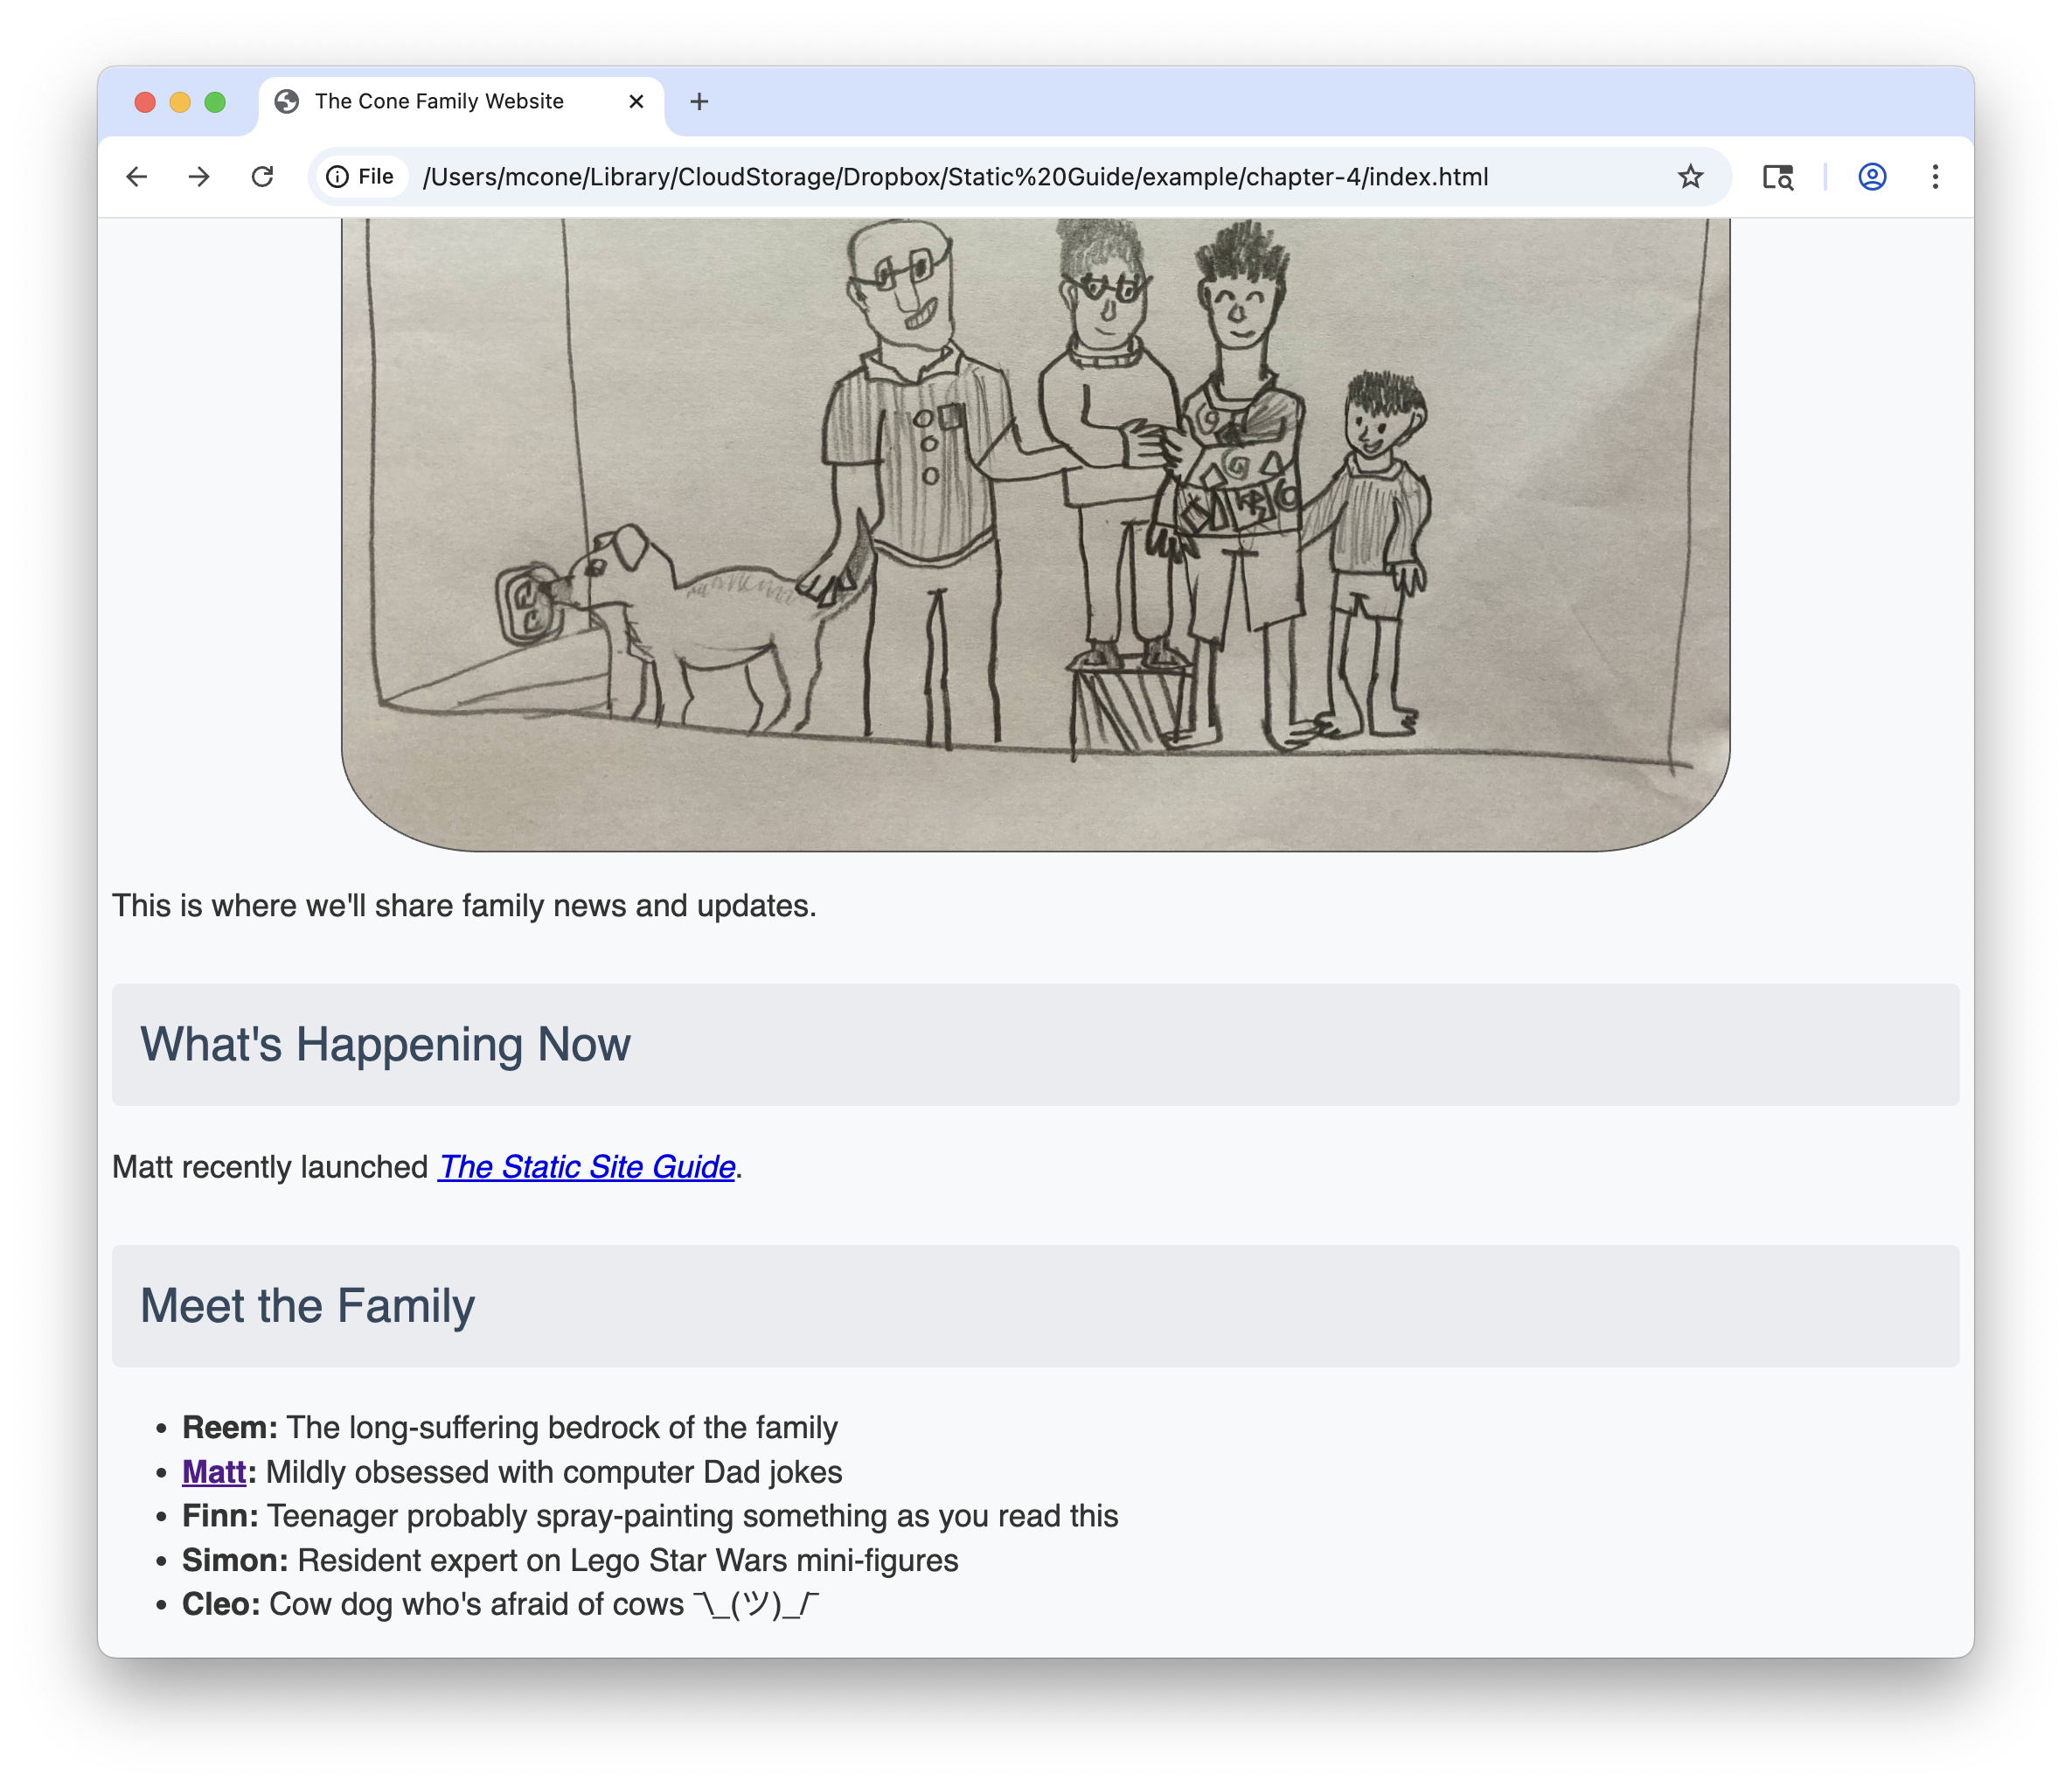 The Cone Family Website
File /Users/mcone/Library/CloudStorage/Dropbox/Static%20Guide/example/chapter-4/index.html
This is where we'll share family news and updates.
What's Happening Now
Matt recently launched The Static Site Guide.
Meet the Family
• Reem: The long-suffering bedrock of the family
• Matt: Mildly obsessed with computer Dad jokes
• Finn: Teenager probably spray-painting something as you read this
• Simon: Resident expert on Lego Star Wars mini-figures
• Cleo: Cow dog who's afraid of cows ¯\_(ツ)_/¯